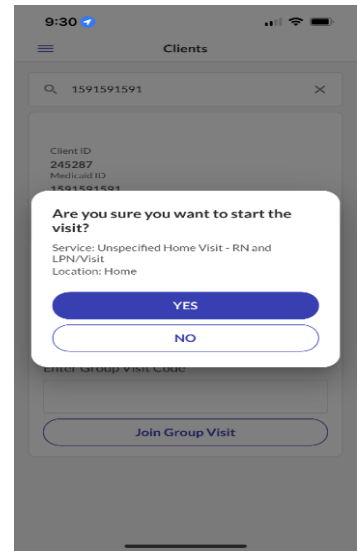 9:30
Clients
1591591591
Client ID
245287
Medicaid ID
1591591591
Are you sure you want to start the
visit?
Service: Unspecified Home Visit - RN and
LPN/Visit
Location: Home
YES
NO
Enter Group Visit Code
Join Group Visit